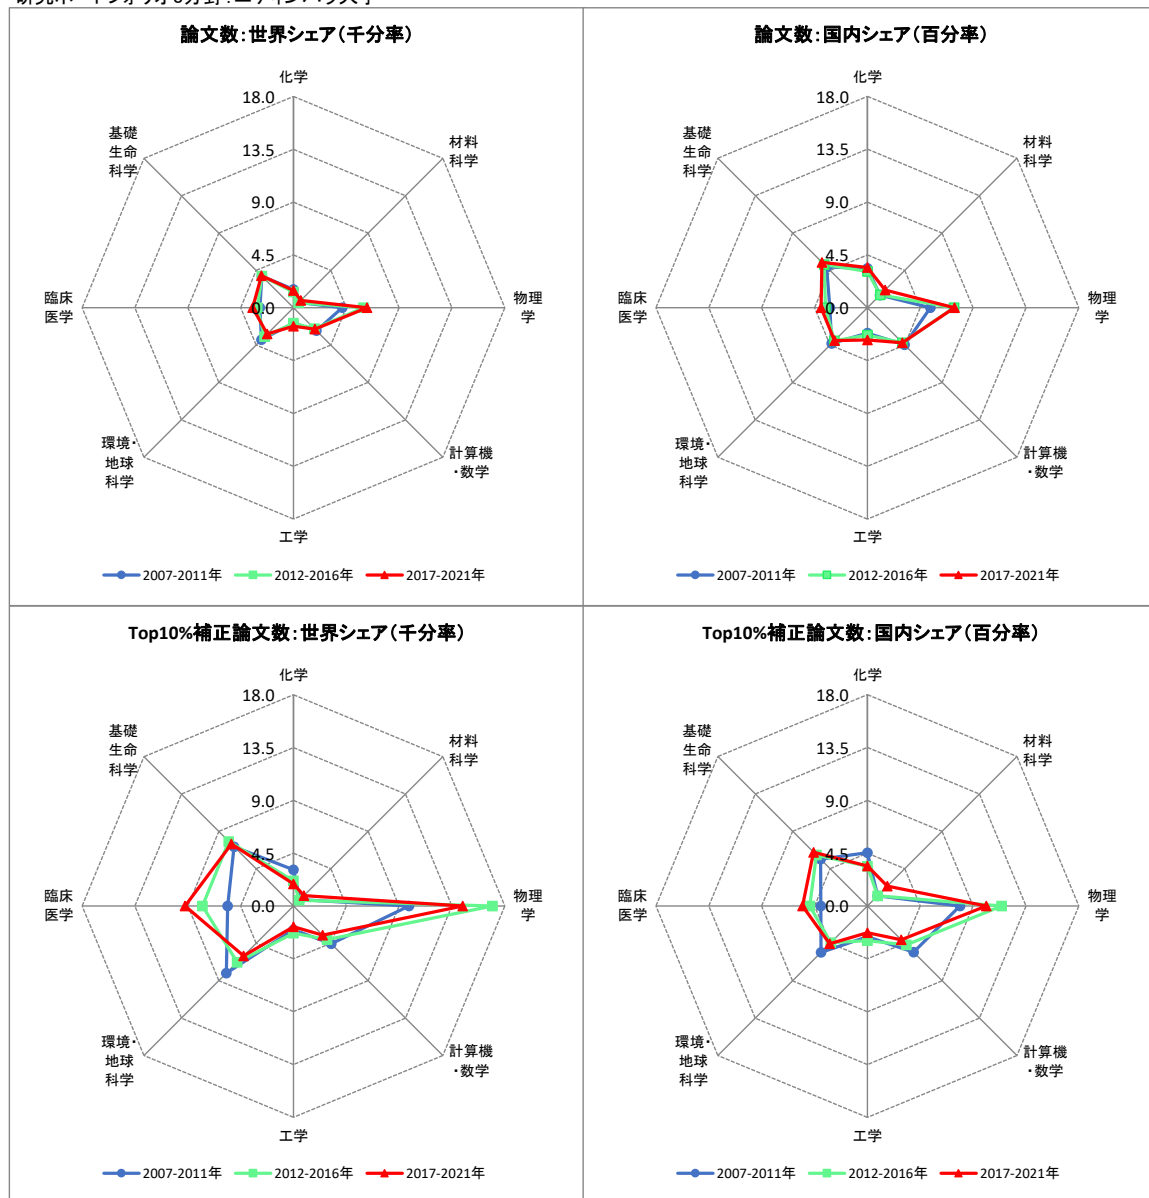 論文数：世界シェア（千分率）
化学
18.0
13.5
9.0
4.5
0.0
材料
科学
物理
学
計算機
・数学
工学
環境・
地球
科学
臨床
医学
基礎
生命
科学
2007-2011年 2012-2016年 2017-2021年
論文数：国内シェア（百分率）
化学
18.0
13.5
9.0
4.5
0.0
材料
科学
物理
学
計算機
・数学
工学
環境・
地球
科学
臨床
医学
基礎
生命
科学
2007-2011年 2012-2016年 2017-2021年
Top10%補正論文数：世界シェア（千分率）
化学
18.0
13.5
9.0
4.5
0.0
材料
科学
物理
学
計算機
・数学
工学
環境・
地球
科学
臨床
医学
基礎
生命
科学
2007-2011年 2012-2016年 2017-2021年
Top10%補正論文数：国内シェア（百分率）
化学
18.0
13.5
9.0
4.5
0.0
材料
科学
物理
学
計算機
・数学
工学
環境・
地球
科学
臨床
医学
基礎
生命
科学
2007-2011年 2012-2016年 2017-2021年